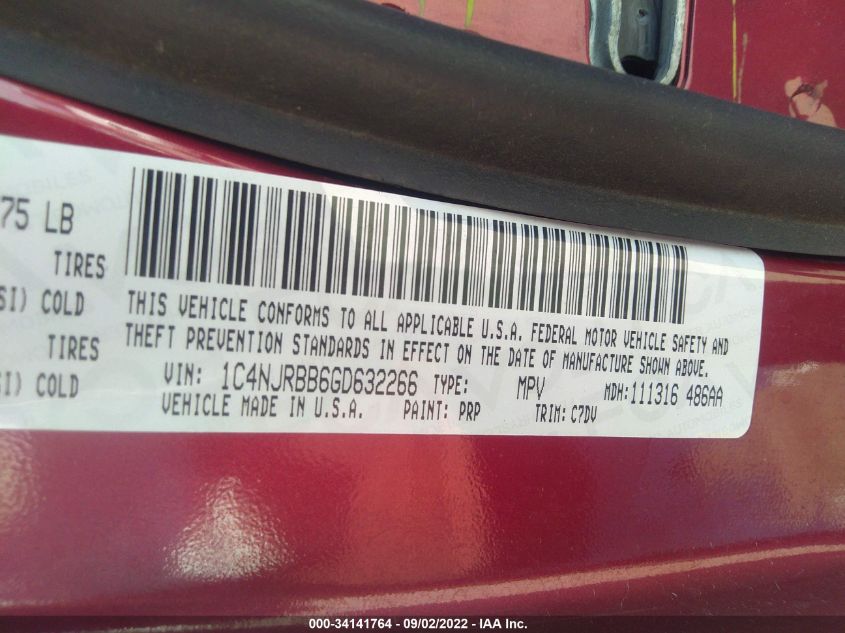 75 LB
TIRES
SI) COLD
TIRES
SI) COLD
THIS VEHICLE CONFORMS TO ALL APPLICABLE U.S.A. FEDERAL MOTOR VEHICLE SAFETY AND
THEFT PREVENTION STANDARDS IN EFFECT ON THE DATE OF MANUFACTURE SHOWN ABOVE.
VIN: 1C4NJRBB6GD632266 TYPE: MPV MDH:111316 486AA
VEHICLE MADE IN U.S.A. PAINT: PRP TRIM: C7DV
000-34141764 - 09/02/2022 - IAA Inc.